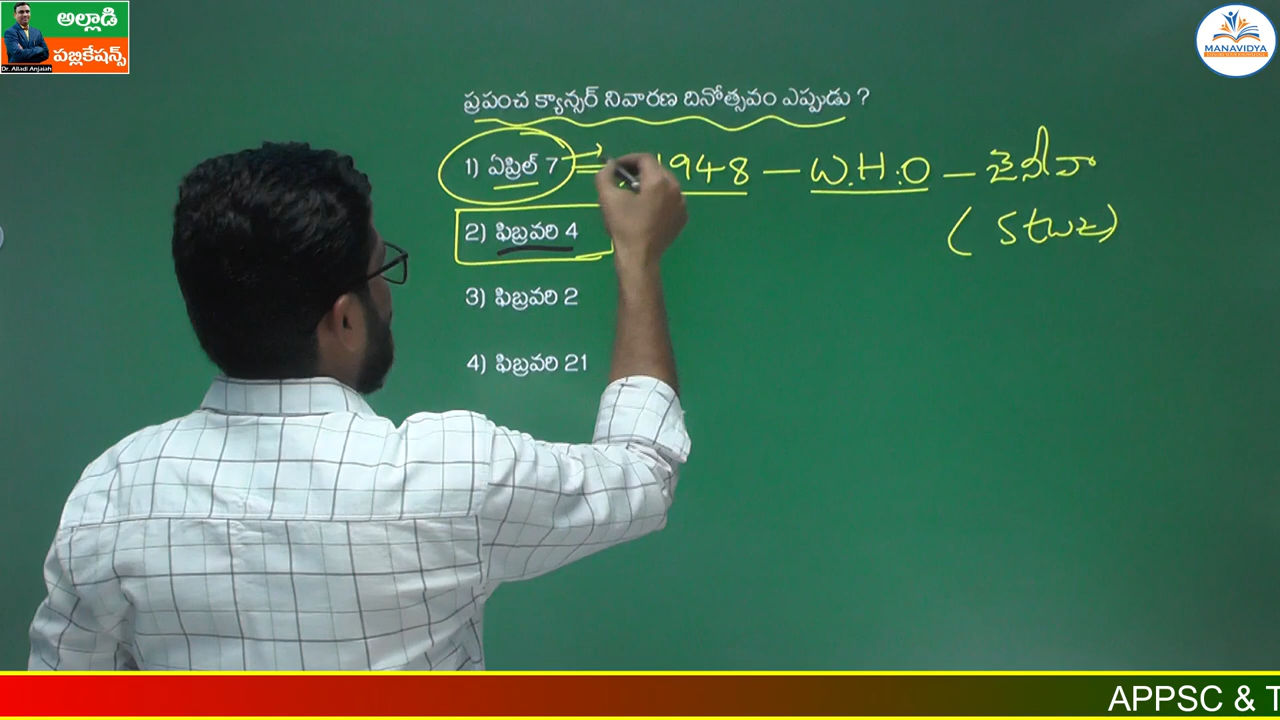 అల్లాడి
పబ్లికేషన్స్
Dr. Alladi Anjaiah
MANAVIDYA
ప్రపంచ క్యాన్సర్ నివారణ దినోత్సవం ఎప్పుడు ?
1) ఏప్రిల్ 7 1948 – W.H.O – జెనీవా
(Stwz)
2) ఫిబ్రవరి 4
3) ఫిబ్రవరి 2
4) ఫిబ్రవరి 21
APPSC & T